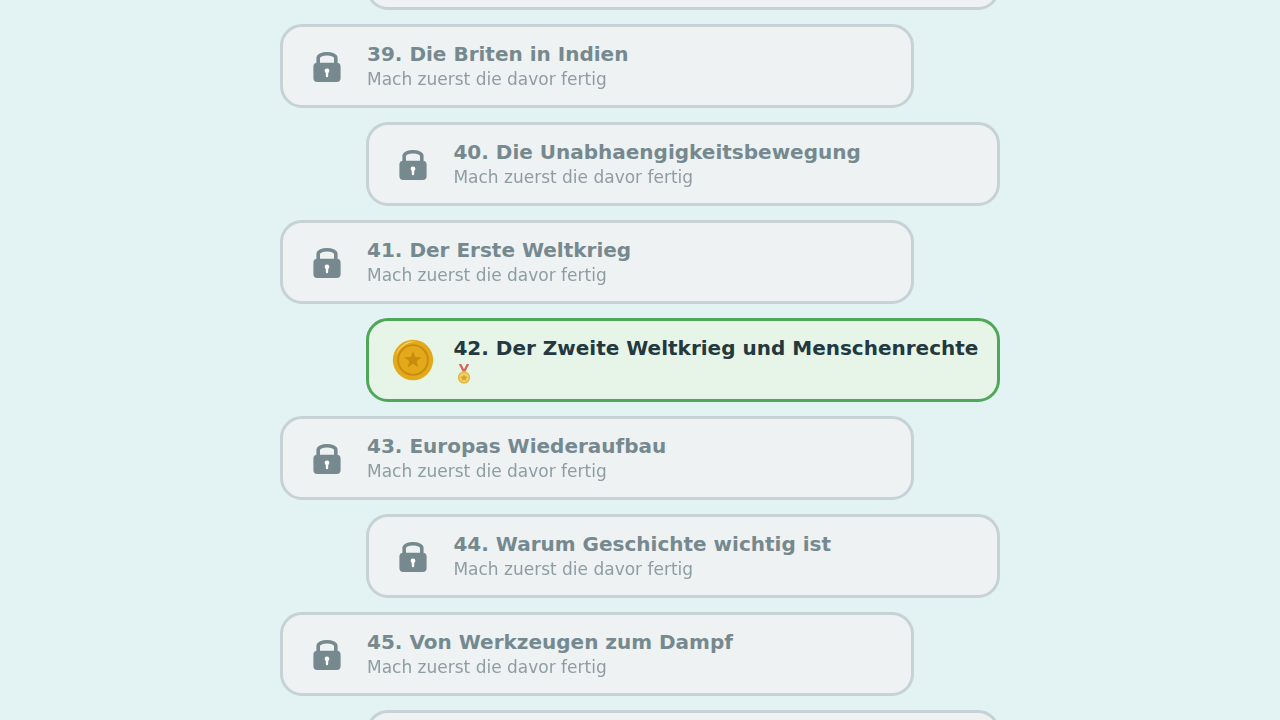 39. Die Briten in Indien
Mach zuerst die davor fertig
40. Die Unabhaengigkeitsbewegung
Mach zuerst die davor fertig
41. Der Erste Weltkrieg
Mach zuerst die davor fertig
42. Der Zweite Weltkrieg und Menschenrechte
43. Europas Wiederaufbau
Mach zuerst die davor fertig
44. Warum Geschichte wichtig ist
Mach zuerst die davor fertig
45. Von Werkzeugen zum Dampf
Mach zuerst die davor fertig